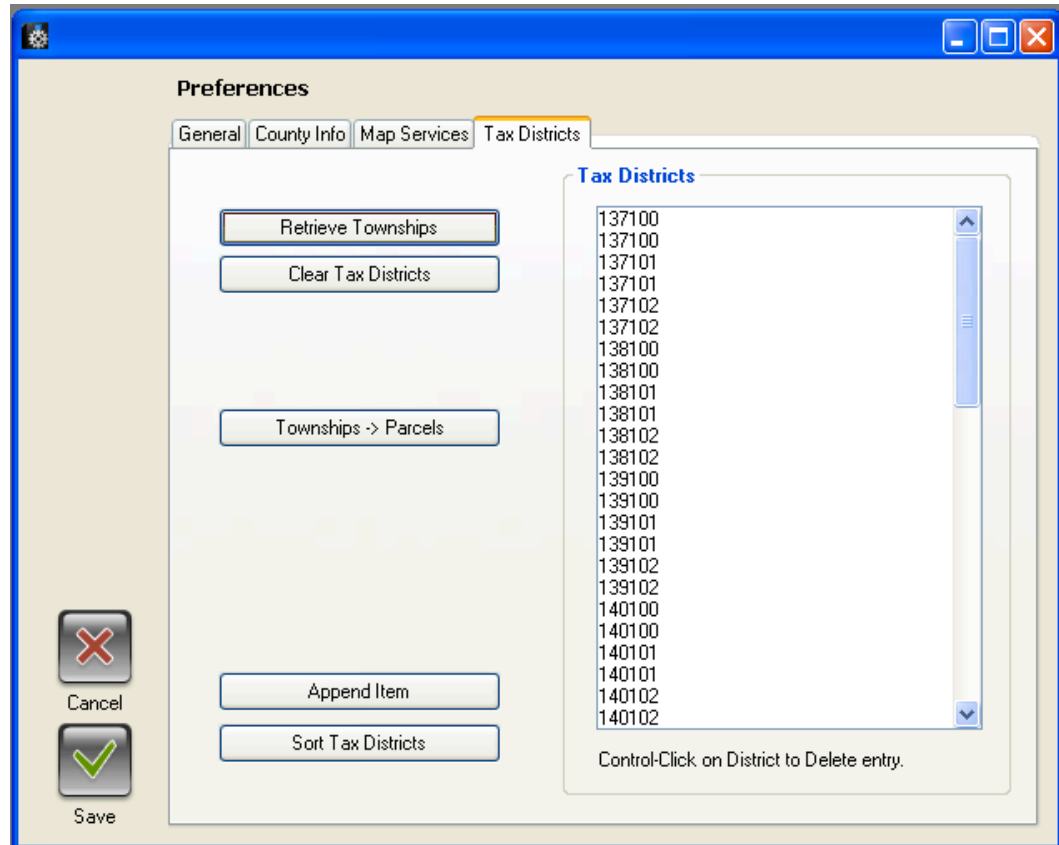 Preferences
General County Info Map Services Tax Districts
Tax Districts
Retrieve Townships
Clear Tax Districts
Townships -> Parcels
Append Item
Sort Tax Districts
137100
137100
137101
137101
137102
137102
138100
138100
138101
138101
138102
138102
139100
139100
139101
139101
139102
139102
140100
140100
140101
140101
140102
140102
Control-Click on District to Delete entry.
Cancel
Save